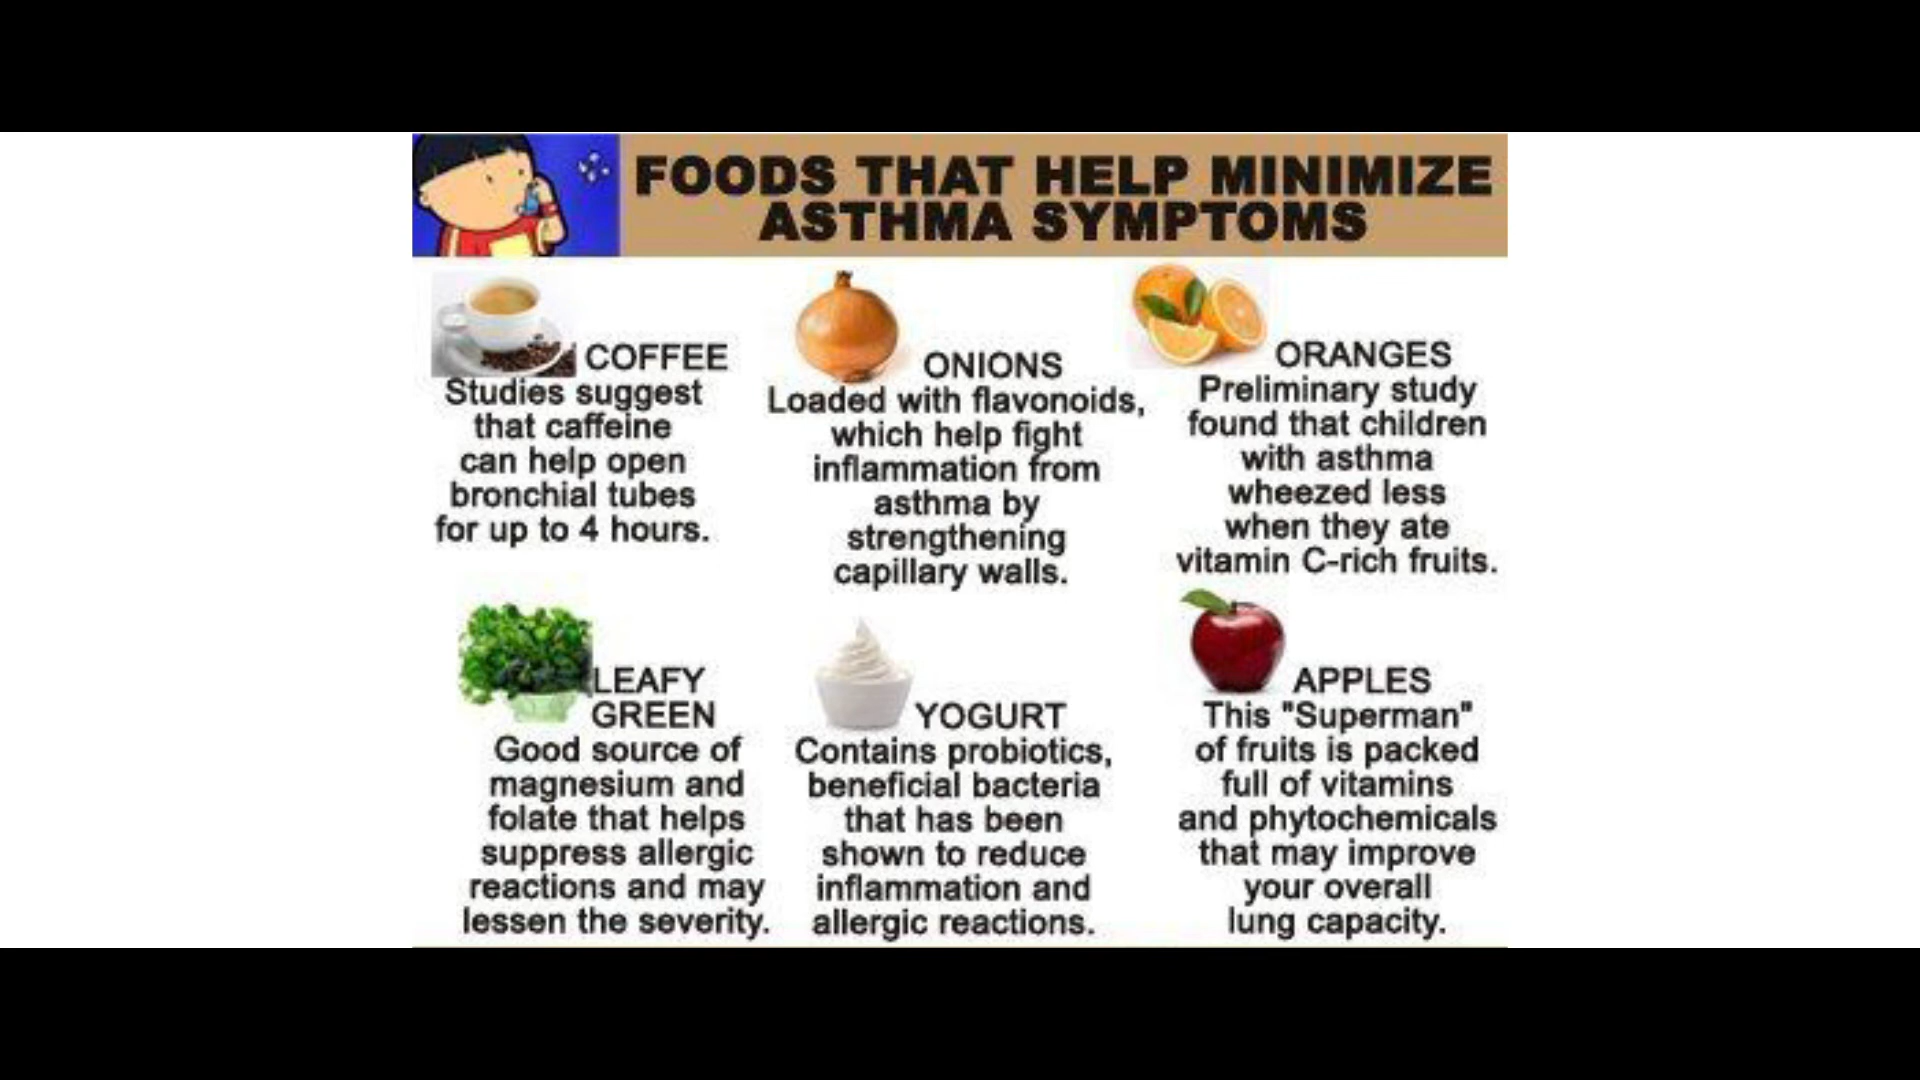 FOODS THAT HELP MINIMIZE
ASTHMA SYMPTOMS
COFFEE
Studies suggest
that caffeine
can help open
bronchial tubes
for up to 4 hours.
ONIONS
Loaded with flavonoids,
which help fight
inflammation from
asthma by
strengthening
capillary walls.
ORANGES
Preliminary study
found that children
with asthma
wheezed less
when they ate
vitamin C-rich fruits.
LEAFY
GREEN
Good source of
magnesium and
folate that helps
suppress allergic
reactions and may
lessen the severity.
YOGURT
Contains probiotics,
beneficial bacteria
that has been
shown to reduce
inflammation and
allergic reactions.
APPLES
This "Superman"
of fruits is packed
full of vitamins
and phytochemicals
that may improve
your overall
lung capacity.